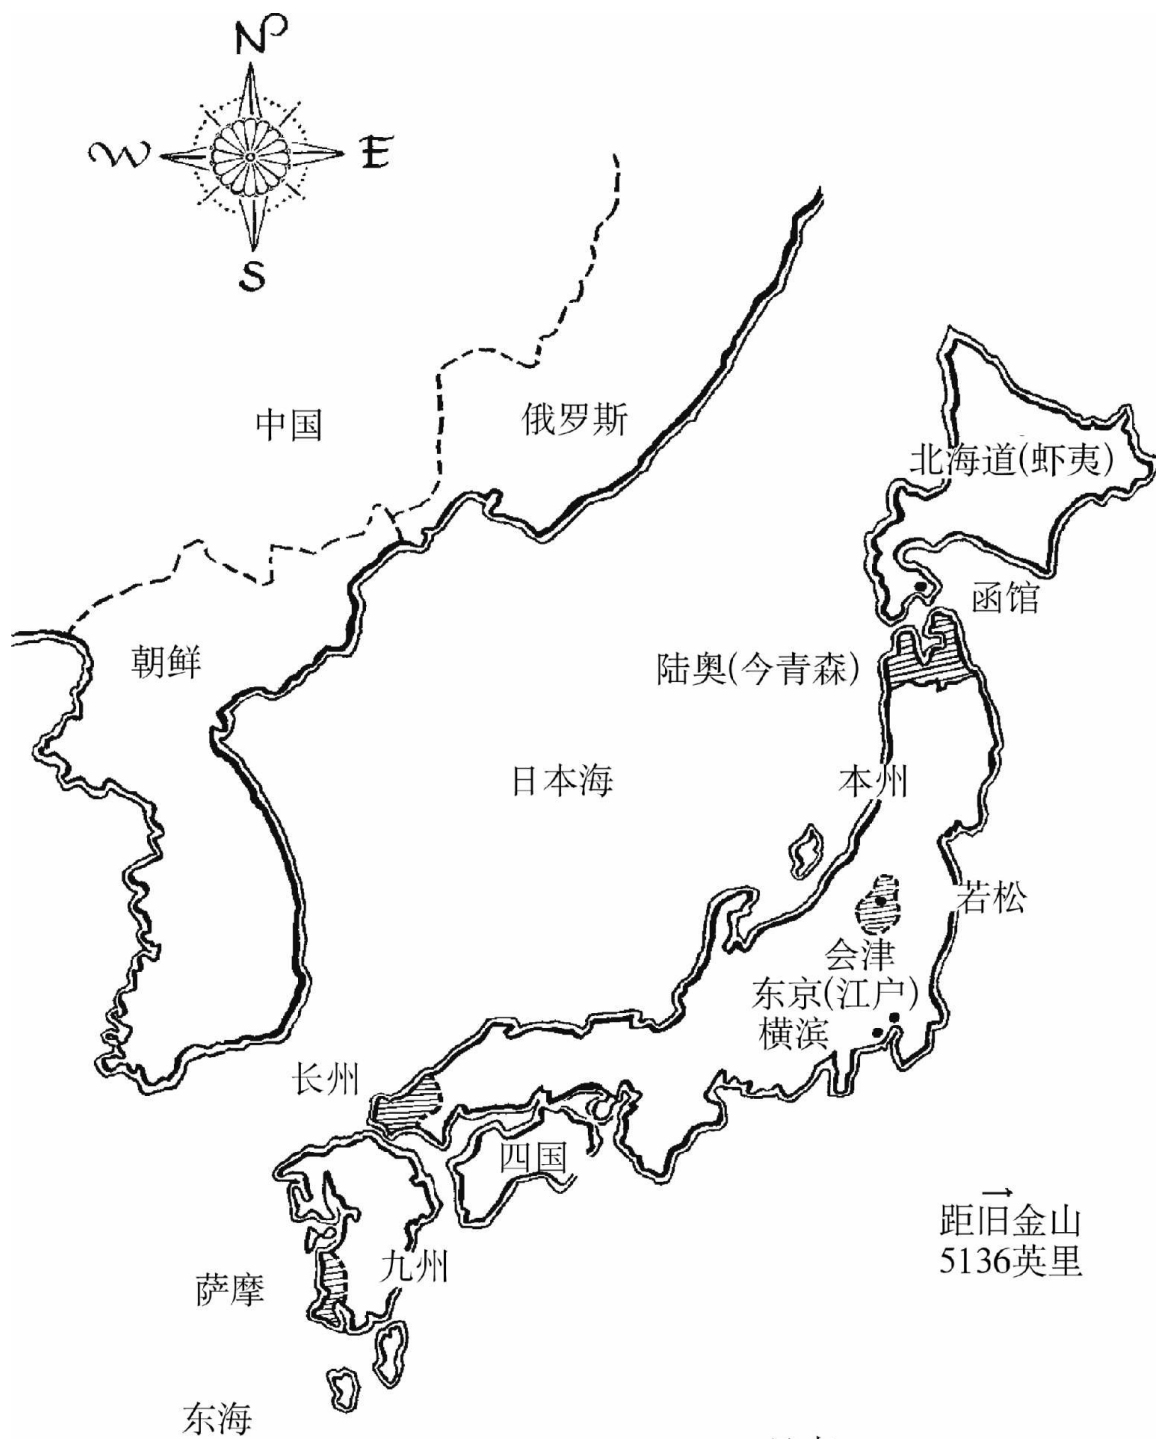 N
W
E
S
中国
俄罗斯
北海道(虾夷)
函馆
朝鲜
陆奥(今青森)
日本海
本州
若松
会津
东京(江户)
横滨
长州
四国
距旧金山
5136英里
九州
萨摩
东海